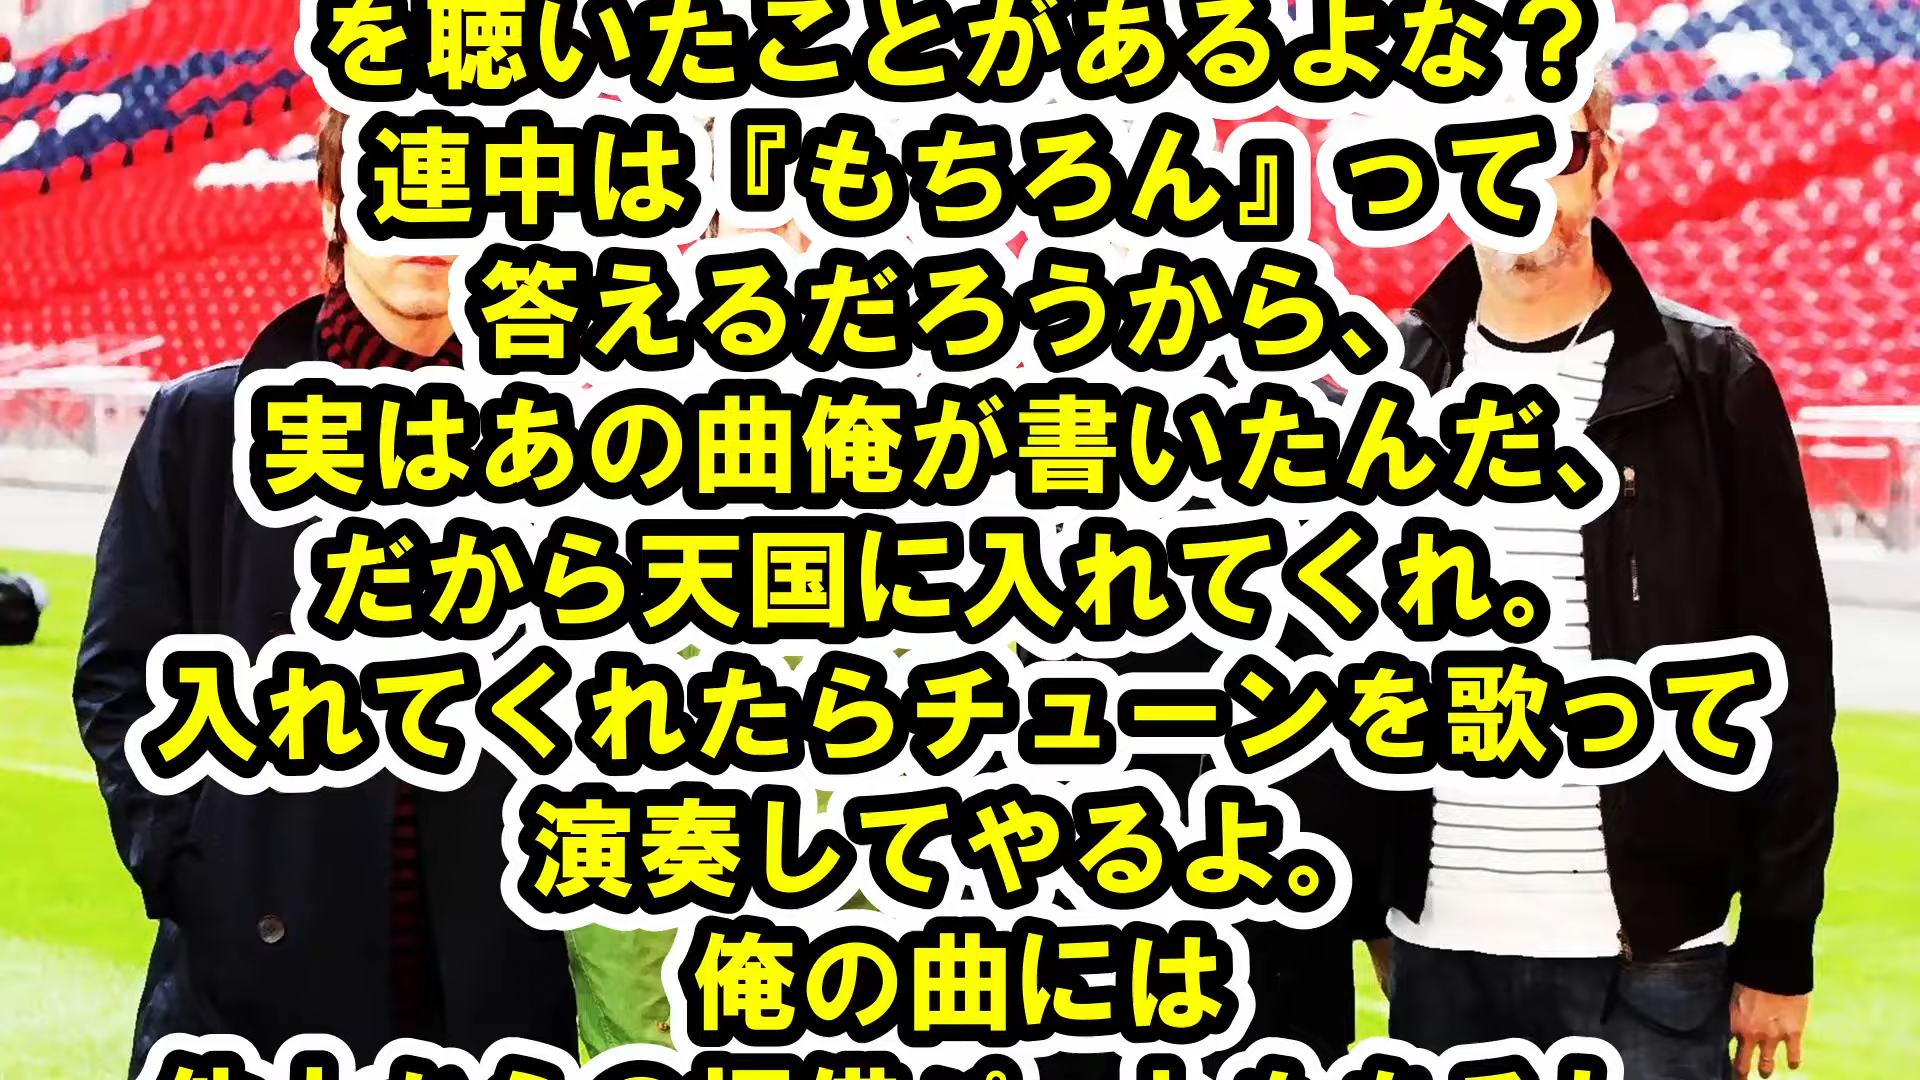 を聴いたことがあるよな？
連中は『もちろん』って
答えるだろうから、
実はあの曲俺が書いたんだ、
だから天国に入れてくれ。
入れてくれたらチューンを歌って
演奏してやるよ。
俺の曲には